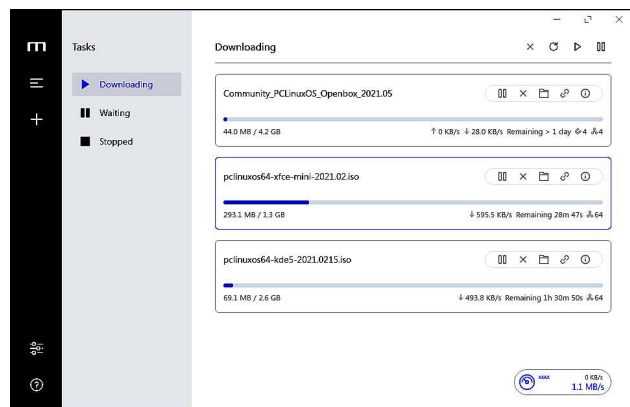 m
Tasks
Downloading
Downloading
Waiting
Stopped
Community_PCLinuxOS_Openbox_2021.05
44.0 MB / 4.2 GB
↑ 0 KB/s ↓ 28.0 KB/s Remaining > 1 day 4 4
pclinuxos64-xfce-mini-2021.02.iso
293.1 MB / 1.3 GB
↓ 595.5 KB/s Remaining 28m 47s 64
pclinuxos64-kde5-2021.0215.iso
69.1 MB / 2.6 GB
↓ 493.8 KB/s Remaining 1h 30m 50s 64
MAX
0 KB/s
1.1 MB/s